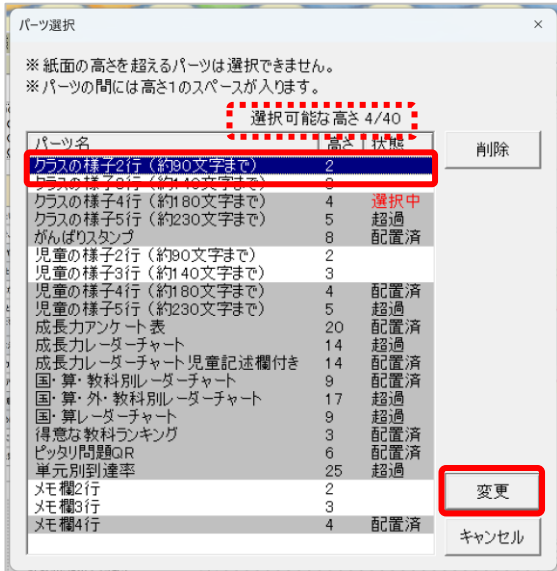 パーツ選択 ×
※ 紙面の高さを超えるパーツは選択できません。
※ パーツの間には高さ1のスペースが入ります。
選択可能な高さ 4/40
パーツ名 高さ 状態
クラスの様子2行(約90文字まで) 2
クラスの様子3行(約140文字まで) 3
クラスの様子4行(約180文字まで) 4 選択中
クラスの様子5行(約230文字まで) 5 超過
がんばりスタンプ 8 配置済
児童の様子2行(約90文字まで) 2
児童の様子3行(約140文字まで) 3
児童の様子4行(約180文字まで) 4 配置済
児童の様子5行(約230文字まで) 5 超過
成長力アンケート表 20 配置済
成長力レーダーチャート 14 超過
成長力レーダーチャート児童記述欄付き 14 配置済
国・算・教科別レーダーチャート 9 配置済
国・算・外・教科別レーダーチャート 17 超過
国・算レーダーチャート 9 超過
得意な教科ランキング 3 配置済
ピッタリ問題QR 6 配置済
単元別到達率 25 超過
メモ欄2行 2
メモ欄3行 3
メモ欄4行 4 配置済
削除
変更
キャンセル